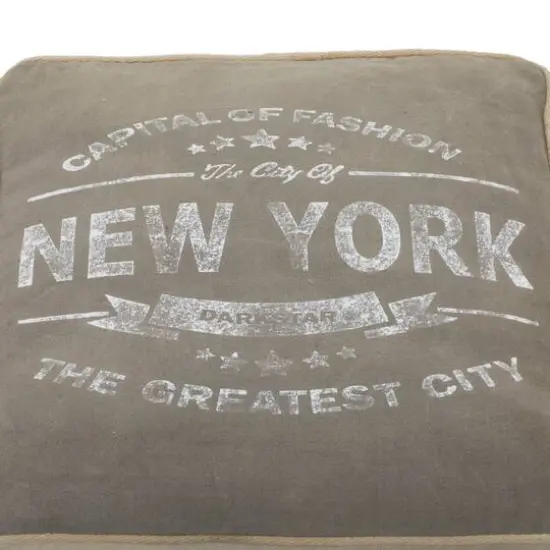 CAPITAL OF FASHION
The City Of
NEW YORK
DARKSTAR
THE GREATEST CITY